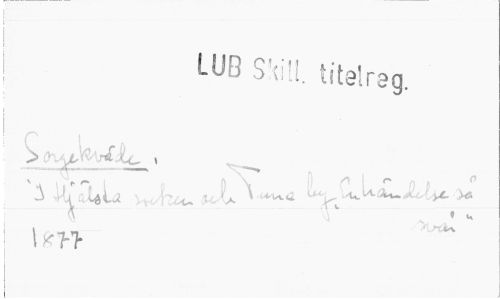 LUB Skill. titelreg.
Sorgekväde.
"I Hjälsta socken och Tuna by, En händelse så
svår"
1877